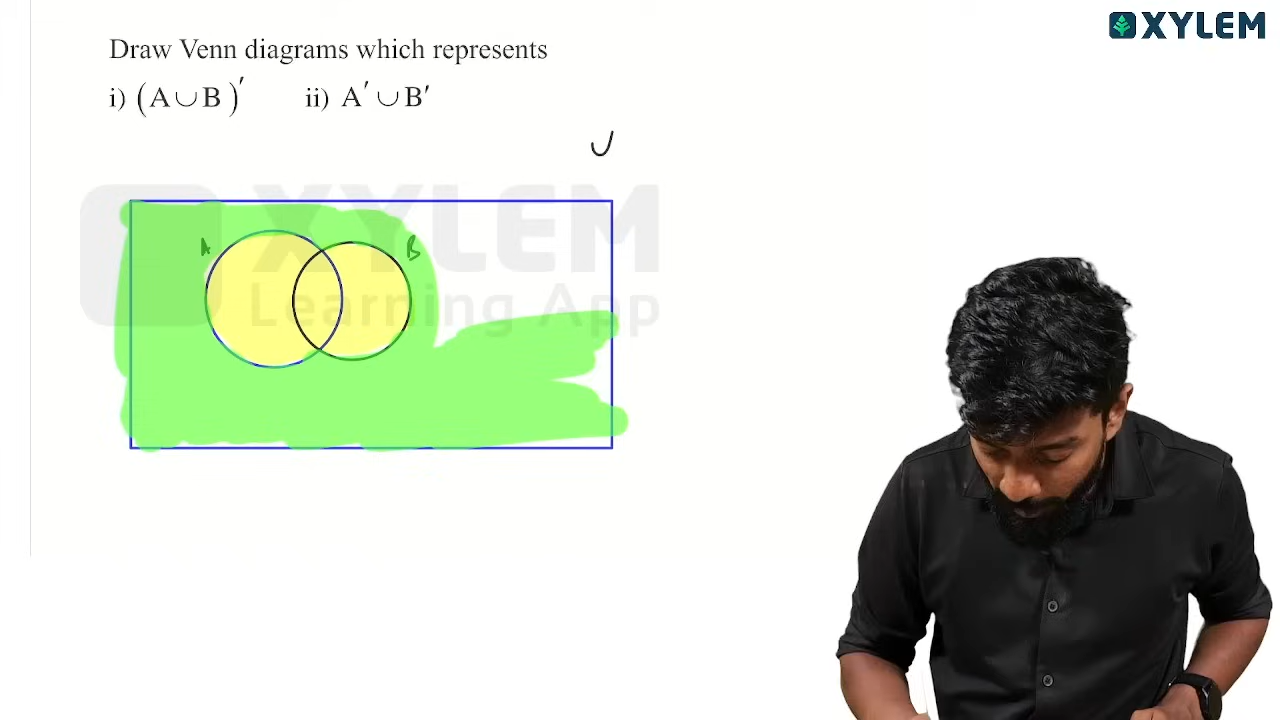 XYLEM
Draw Venn diagrams which represents
i) (A∪B)′ ii) A′ ∪ B′
U
XYLEM
A B
Learning App